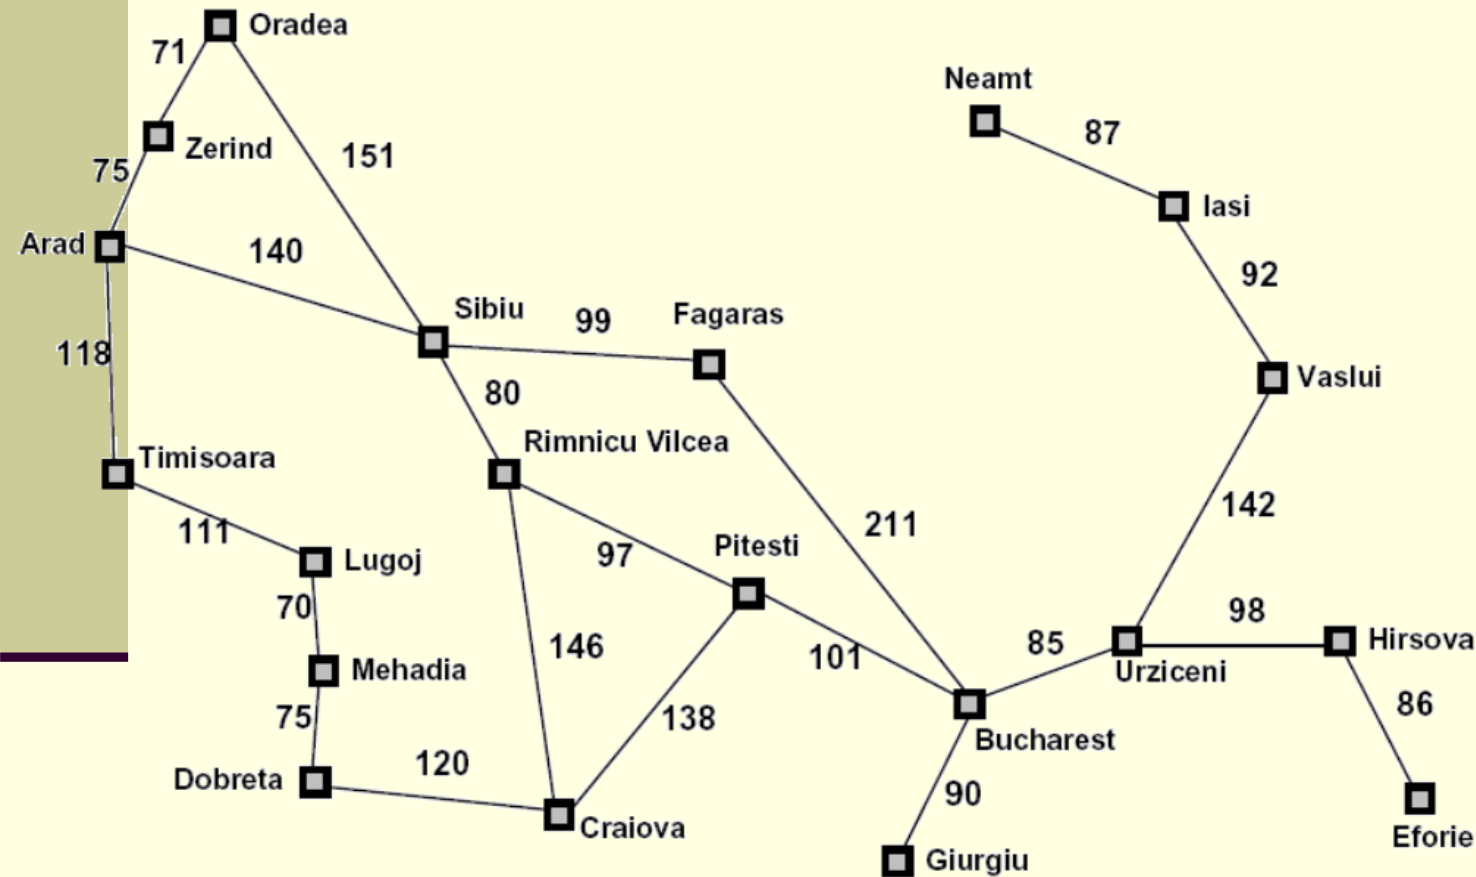 Oradea
71
Neamt
87
Zerind
151
75
Iasi
Arad
140
92
Sibiu
99
Fagaras
118
Vaslui
80
Rimnicu Vilcea
Timisoara
142
211
111
Pitesti
97
Lugoj
70
98
146
85
Hirsova
101
Urziceni
Mehadia
86
75
138
Bucharest
120
Dobreta
90
Craiova
Eforie
Giurgiu